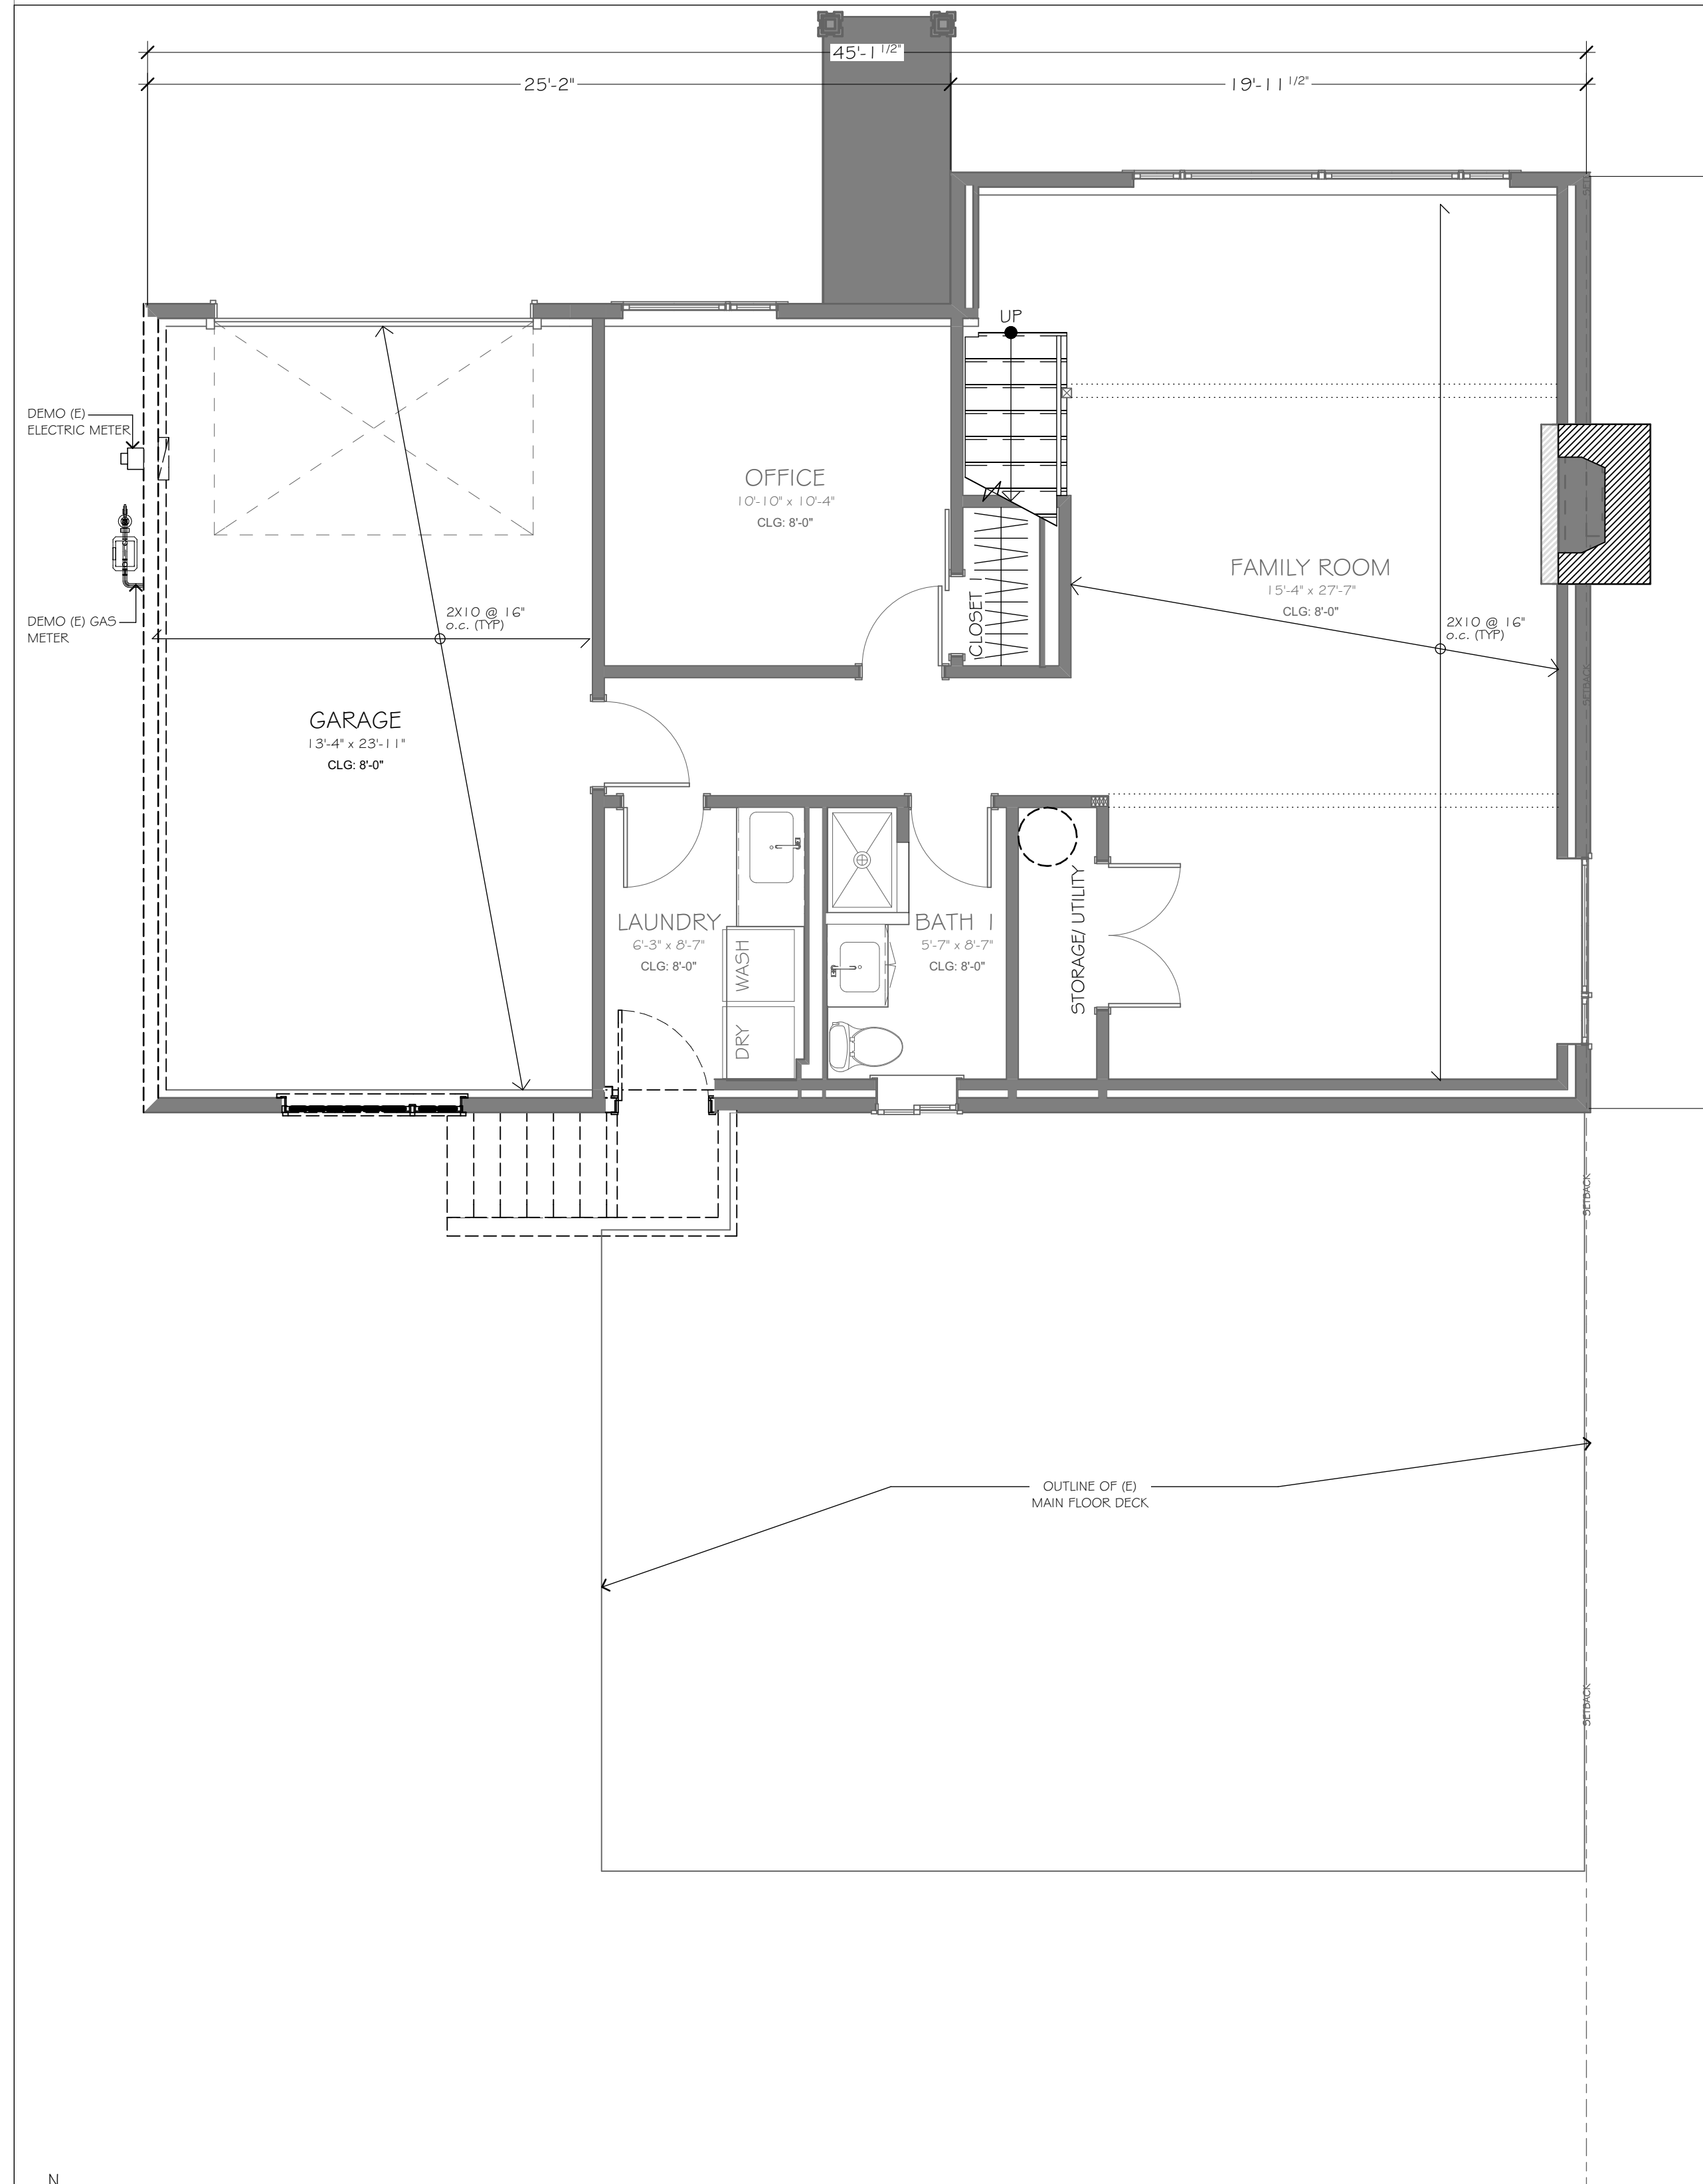 45'-1 1/2"
25'-2"
19'-11 1/2"
UP
DEMO (E)
ELECTRIC METER
OFFICE
10'-10" x 10'-4"
CLG: 8'-0"
FAMILY ROOM
15'-4" x 27'-7"
CLG: 8'-0"
2X10 @ 16"
o.c. (TYP)
2X10 @ 16"
o.c. (TYP)
DEMO (E) GAS
METER
CLOSET 1
SETBACK
GARAGE
13'-4" x 23'-11"
CLG: 8'-0"
LAUNDRY
6'-3" x 8'-7"
CLG: 8'-0"
WASH
DRY
BATH 1
5'-7" x 8'-7"
CLG: 8'-0"
STORAGE/ UTILITY
SETBACK
OUTLINE OF (E)
MAIN FLOOR DECK
SETBACK
N